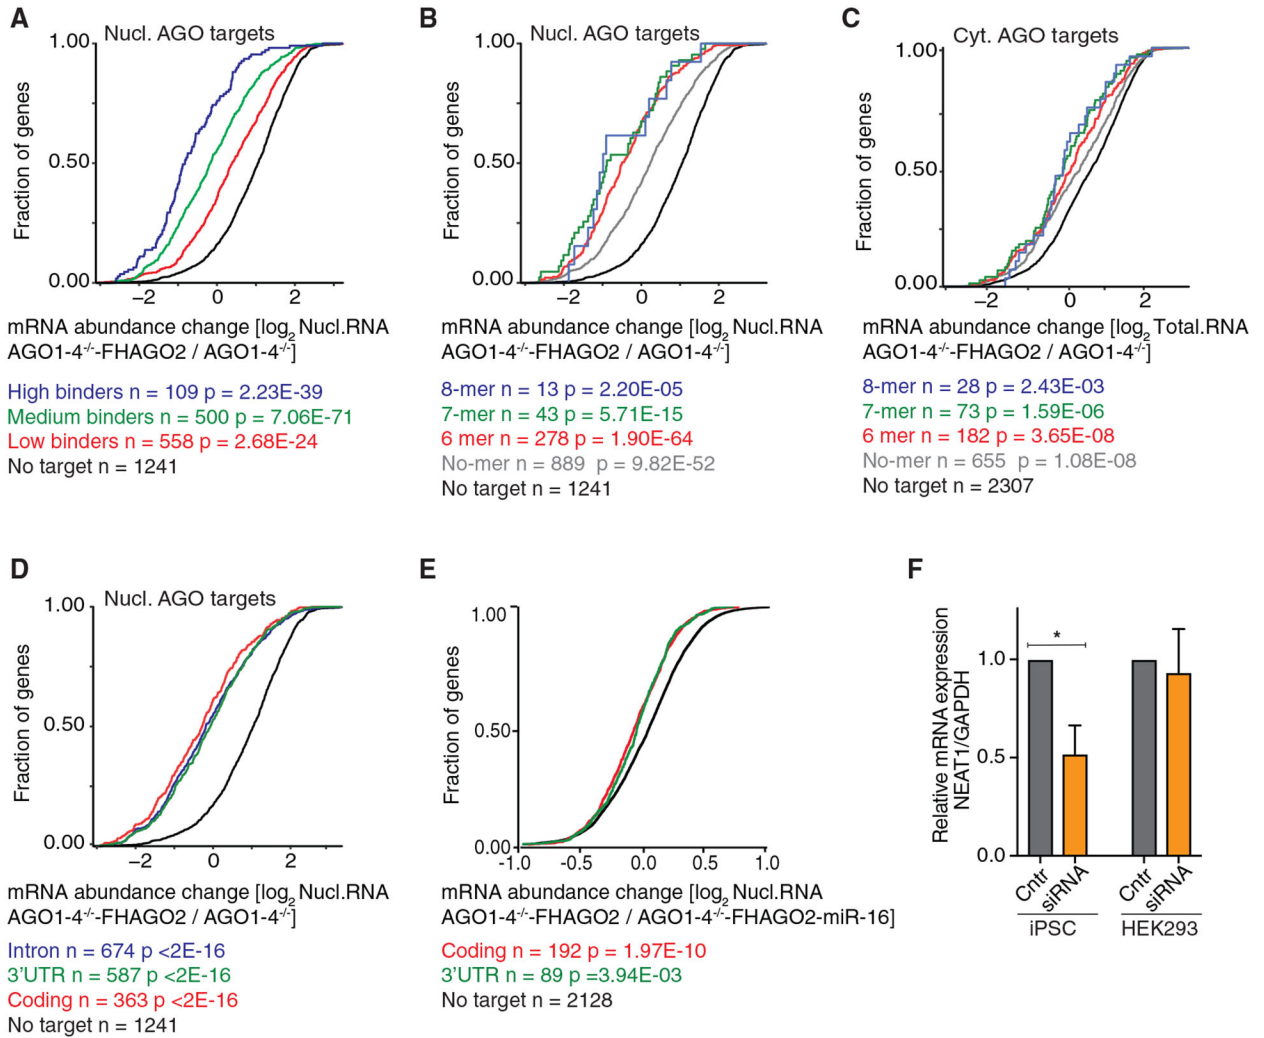 A
Nucl. AGO targets
Fraction of genes
1.00
0.50
0.00
−2 0 2
mRNA abundance change [log2 Nucl.RNA
AGO1-4-/--FHAGO2 / AGO1-4-/-]
High binders n = 109 p = 2.23E-39
Medium binders n = 500 p = 7.06E-71
Low binders n = 558 p = 2.68E-24
No target n = 1241
B
Nucl. AGO targets
Fraction of genes
1.00
0.50
0.00
−2 0 2
mRNA abundance change [log2 Nucl.RNA
AGO1-4-/--FHAGO2 / AGO1-4-/-]
8-mer n = 13 p = 2.20E-05
7-mer n = 43 p = 5.71E-15
6 mer n = 278 p = 1.90E-64
No-mer n = 889 p = 9.82E-52
No target n = 1241
C
Cyt. AGO targets
Fraction of genes
1.00
0.50
0.00
−2 0 2
mRNA abundance change [log2 Total.RNA
AGO1-4-/--FHAGO2 / AGO1-4-/-]
8-mer n = 28 p = 2.43E-03
7-mer n = 73 p = 1.59E-06
6 mer n = 182 p = 3.65E-08
No-mer n = 655 p = 1.08E-08
No target n = 2307
D
Nucl. AGO targets
Fraction of genes
1.00
0.50
0.00
−2 0 2
mRNA abundance change [log2 Nucl.RNA
AGO1-4-/--FHAGO2 / AGO1-4-/-]
Intron n = 674 p <2E-16
3'UTR n = 587 p <2E-16
Coding n = 363 p <2E-16
No target n = 1241
E
Fraction of genes
1.00
0.50
0.00
-1.0 -0.5 0.0 0.5 1.0
mRNA abundance change [log2 Nucl.RNA
AGO1-4-/--FHAGO2 / AGO1-4-/--FHAGO2-miR-16]
Coding n = 192 p = 1.97E-10
3'UTR n = 89 p =3.94E-03
No target n = 2128
F
Relative mRNA expression
NEAT1/GAPDH
*
1.0
0.5
0.0
Cntr siRNA Cntr siRNA
iPSC HEK293